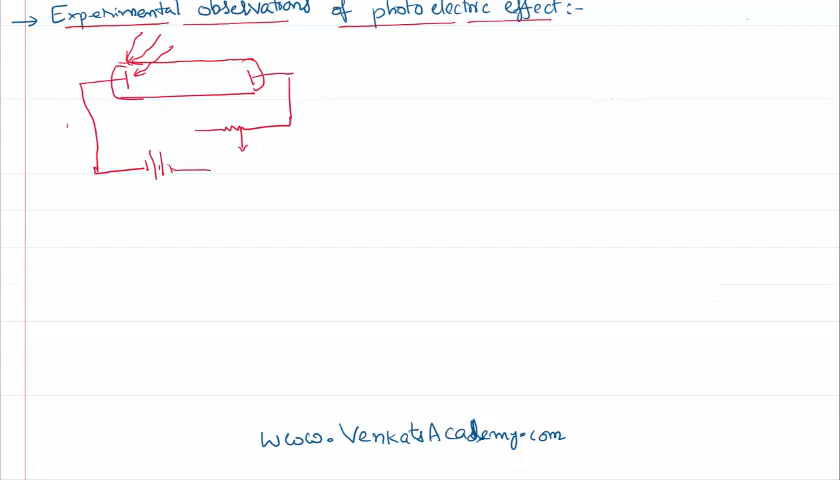 → Experimental observations of photo electric effect:-
www.VenkatsAcademy.com